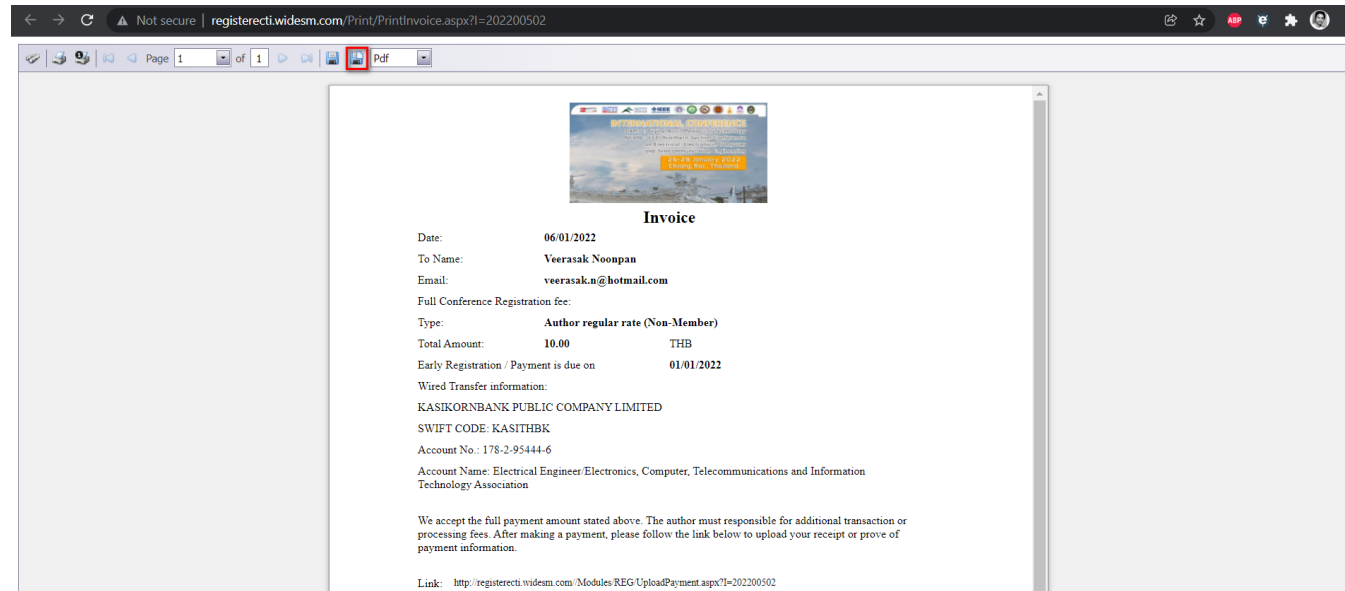 Not secure | registerecti.widesm.com/Print/PrintInvoice.aspx?I=202200502
ABP
Page 1 of 1 Pdf
IEEE
INTERNATIONAL CONFERENCE
26-28 January 2022
Chiang Rai, Thailand
Invoice
Date: 06/01/2022
To Name: Veerasak Noonpan
Email: veerasak.n@hotmail.com
Full Conference Registration fee:
Type: Author regular rate (Non-Member)
Total Amount: 10.00 THB
Early Registration / Payment is due on 01/01/2022
Wired Transfer information:
KASIKORNBANK PUBLIC COMPANY LIMITED
SWIFT CODE: KASITHBK
Account No.: 178-2-95444-6
Account Name: Electrical Engineer/Electronics, Computer, Telecommunications and Information
Technology Association
We accept the full payment amount stated above. The author must responsible for additional transaction or
processing fees. After making a payment, please follow the link below to upload your receipt or prove of
payment information.
Link: http://registerecti.widesm.com//Modules/REG/UploadPayment.aspx?I=202200502